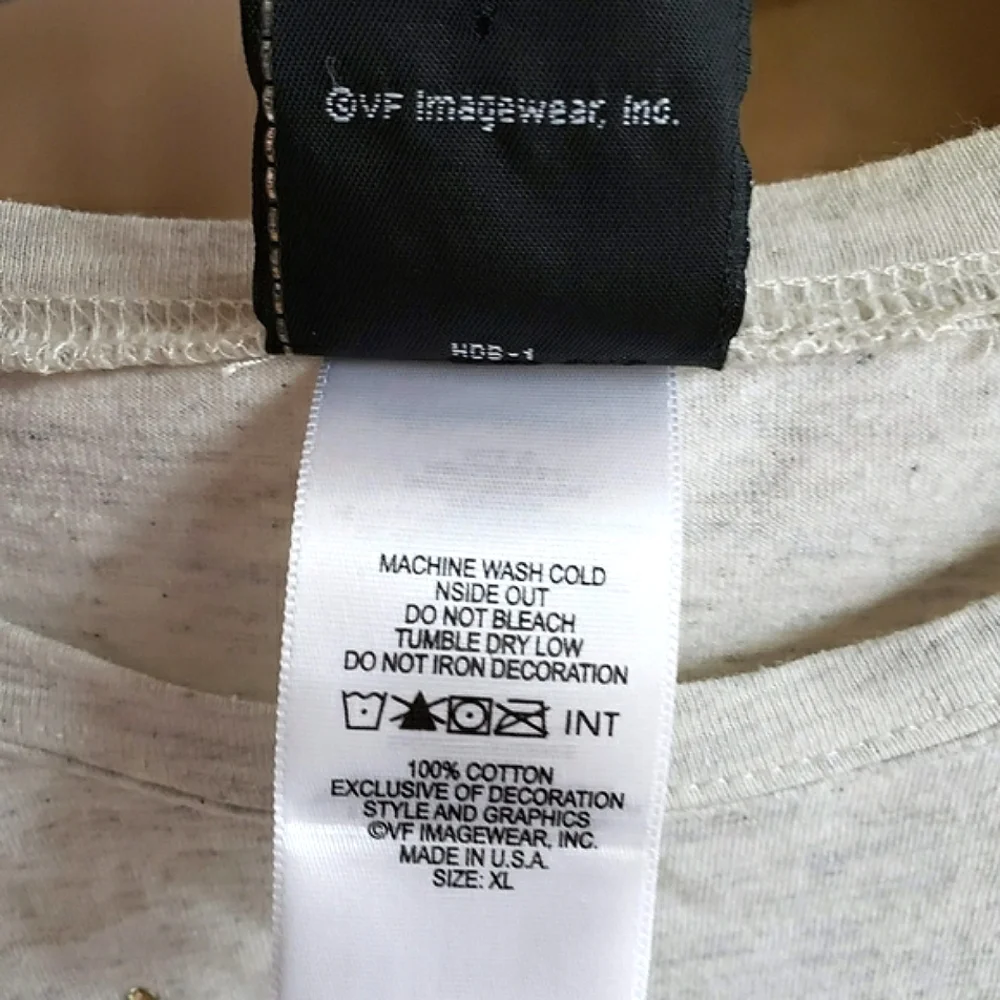 ©VF Imagewear, Inc.
HDB-1
MACHINE WASH COLD
NSIDE OUT
DO NOT BLEACH
TUMBLE DRY LOW
DO NOT IRON DECORATION
INT
100% COTTON
EXCLUSIVE OF DECORATION
STYLE AND GRAPHICS
©VF IMAGEWEAR, INC.
MADE IN U.S.A.
SIZE: XL